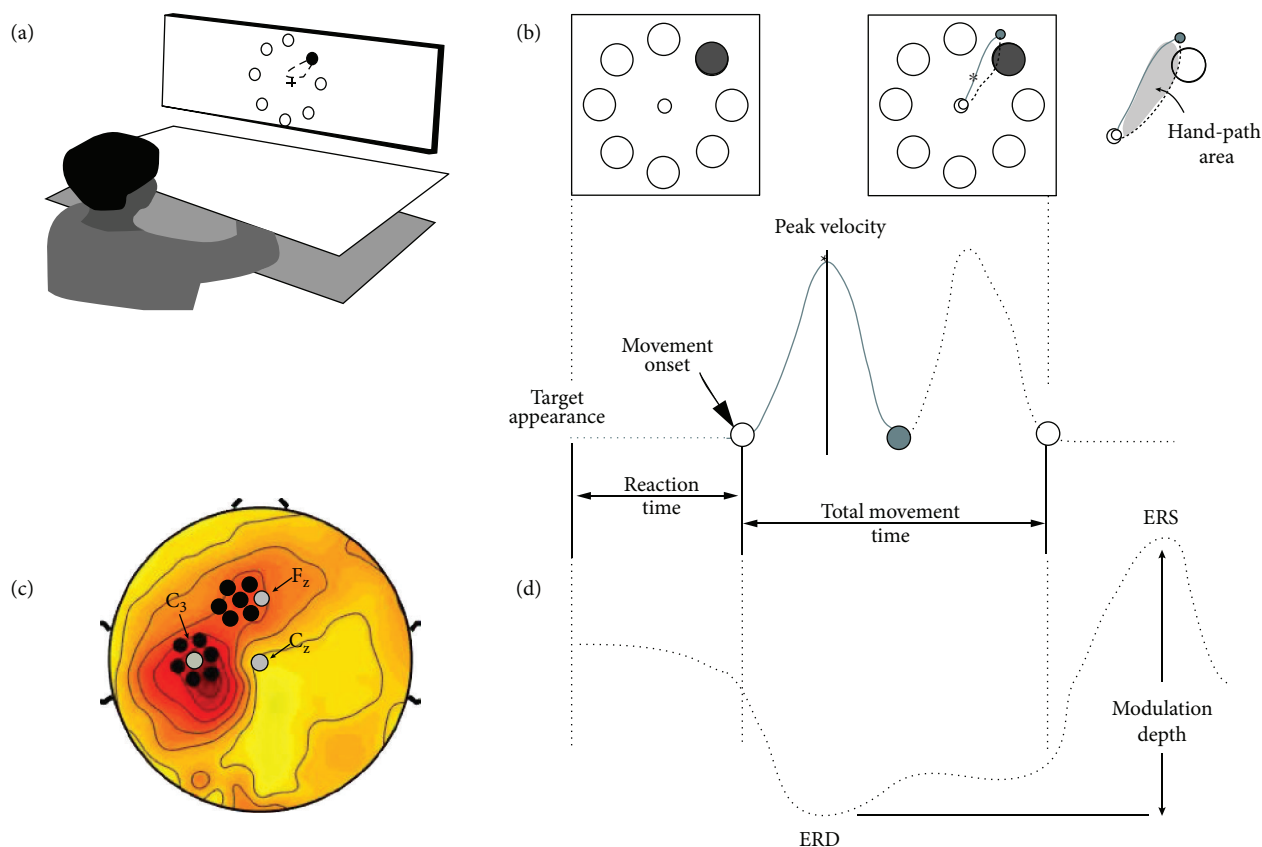 (a)
(b)
Hand-path
area
Peak velocity
Movement
onset
Target
appearance
Reaction
time
Total movement
time
(c)
C3
Fz
Cz
(d)
ERS
Modulation
depth
ERD